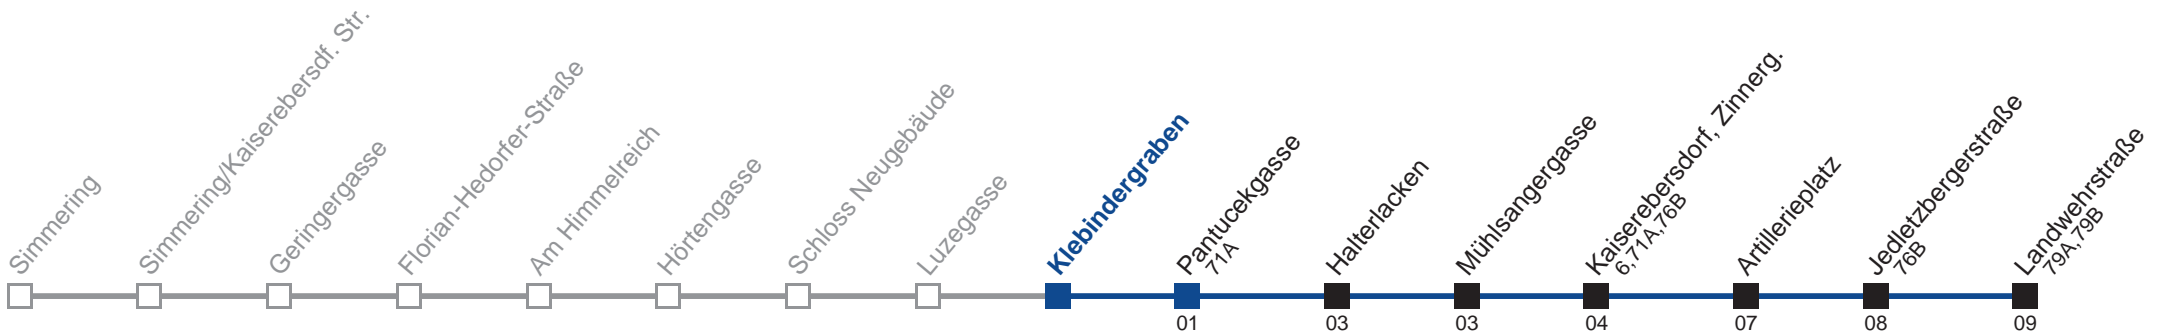 Simmering
Simmering/Kaiserebersdf. Str.
Geringergasse
Florian-Hedorfer-Straße
Am Himmelreich
Hörtengasse
Schloss Neugebäude
Luzegasse
Klebindergraben
Pantucekgasse
71A
Halterlacken
Mühlsangergasse
Kaiserebersdorf, Zinnerg.
6,71A,76B
Artillerieplatz
Jedletzbergerstraße
76B
Landwehrstraße
79A,79B
01
03
03
04
07
08
09